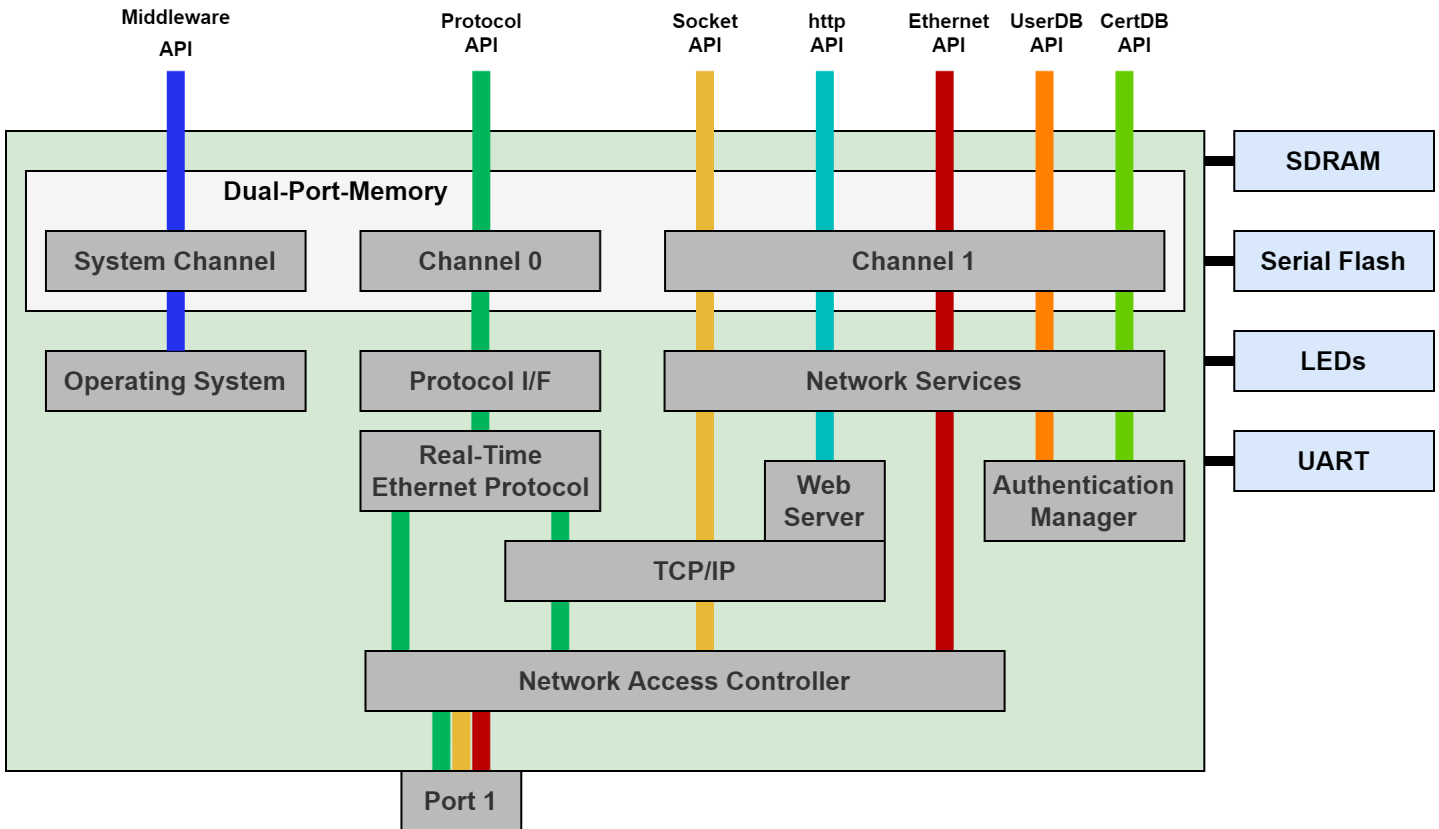 Middleware
API
Protocol
API
Socket
API
http
API
Ethernet
API
UserDB
API
CertDB
API
Dual-Port-Memory
System Channel
Channel 0
Channel 1
Operating System
Protocol I/F
Network Services
Real-Time
Ethernet Protocol
Web
Server
Authentication
Manager
TCP/IP
Network Access Controller
Port 1
SDRAM
Serial Flash
LEDs
UART